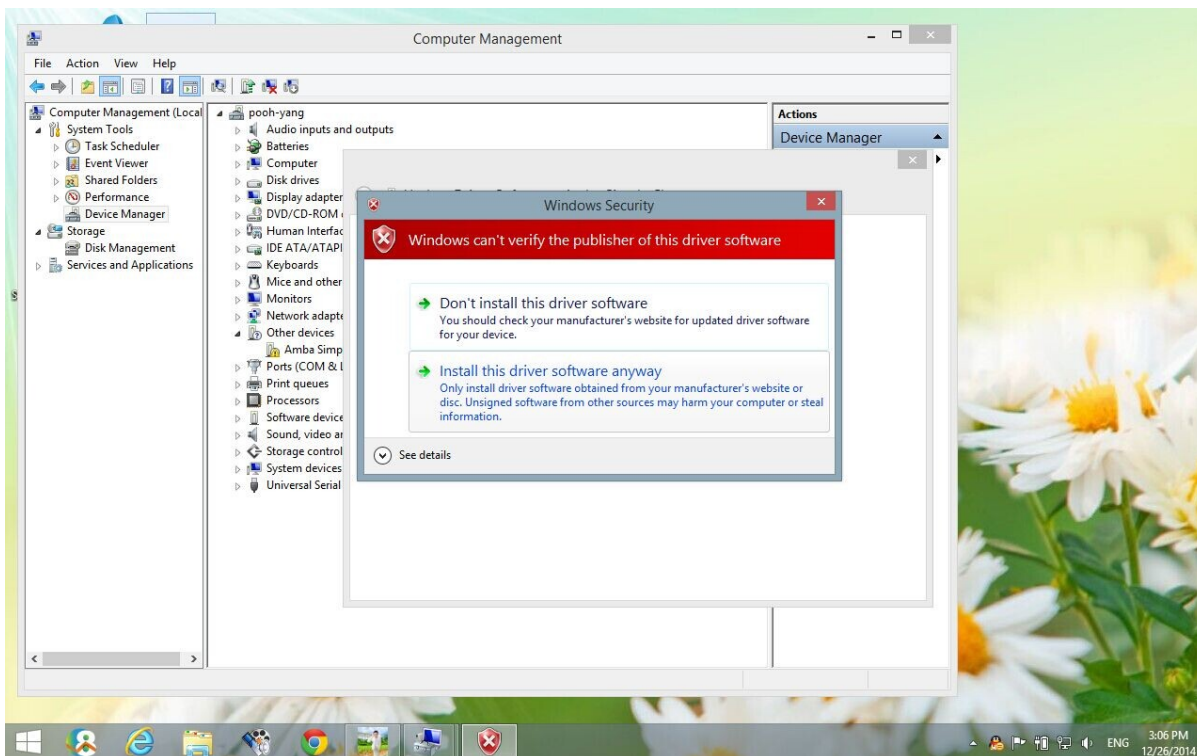 Computer Management
File Action View Help
Computer Management (Local
System Tools
Task Scheduler
Event Viewer
Shared Folders
Performance
Device Manager
Storage
Disk Management
Services and Applications
pooh-yang
Audio inputs and outputs
Batteries
Computer
Disk drives
Display adapter
DVD/CD-ROM
Human Interfac
IDE ATA/ATAPI
Keyboards
Mice and other
Monitors
Network adapte
Other devices
Amba Simp
Ports (COM & L
Print queues
Processors
Software device
Sound, video an
Storage control
System devices
Universal Serial
Actions
Device Manager
Windows Security
Windows can't verify the publisher of this driver software
Don't install this driver software
You should check your manufacturer's website for updated driver software
for your device.
Install this driver software anyway
Only install driver software obtained from your manufacturer's website or
disc. Unsigned software from other sources may harm your computer or steal
information.
See details
ENG
3:06 PM
12/26/2014